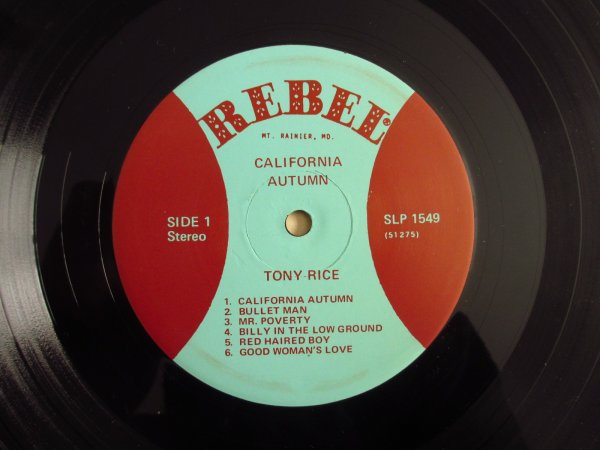 REBEL®
MT. RAINIER, MD.
CALIFORNIA
AUTUMN
SIDE 1
Stereo
SLP 1549
(51275)
TONY RICE
1. CALIFORNIA AUTUMN
2. BULLET MAN
3. MR. POVERTY
4. BILLY IN THE LOW GROUND
5. RED HAIRED BOY
6. GOOD WOMAN'S LOVE